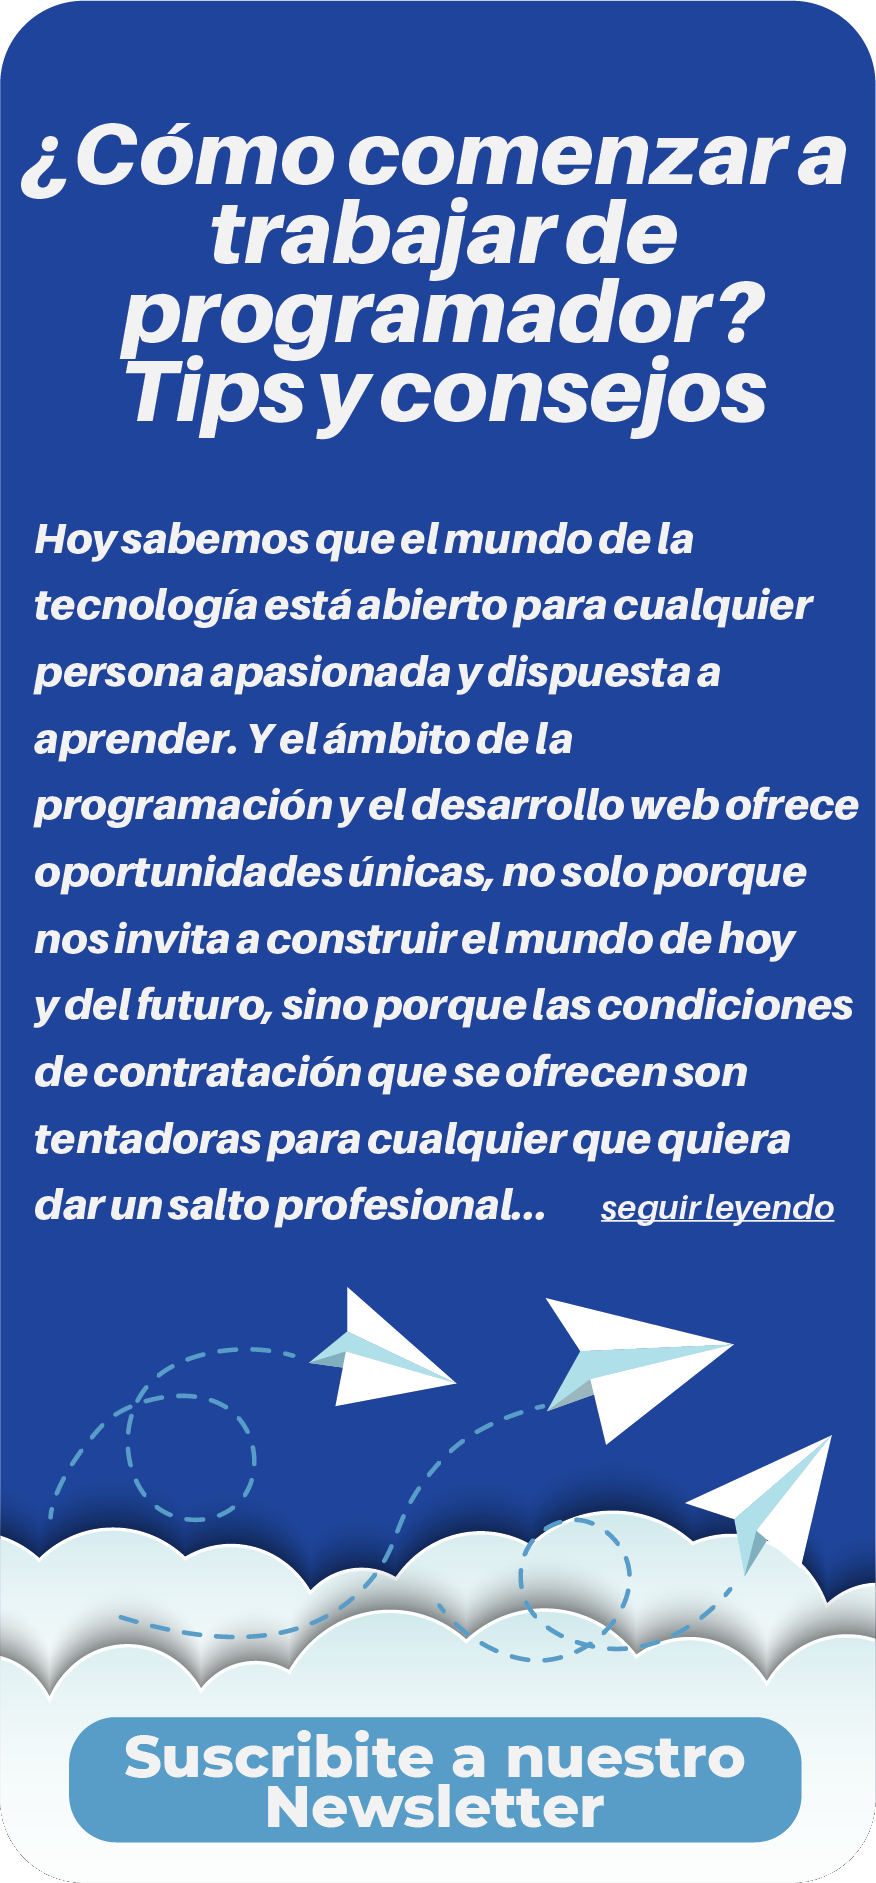 ¿Cómo comenzar a
trabajar de
programador?
Tips y consejos
Hoy sabemos que el mundo de la
tecnología está abierto para cualquier
persona apasionada y dispuesta a
aprender. Y el ámbito de la
programación y el desarrollo web ofrece
oportunidades únicas, no solo porque
nos invita a construir el mundo de hoy
y del futuro, sino porque las condiciones
de contratación que se ofrecen son
tentadoras para cualquier que quiera
dar un salto profesional... seguir leyendo
Suscribite a nuestro
Newsletter